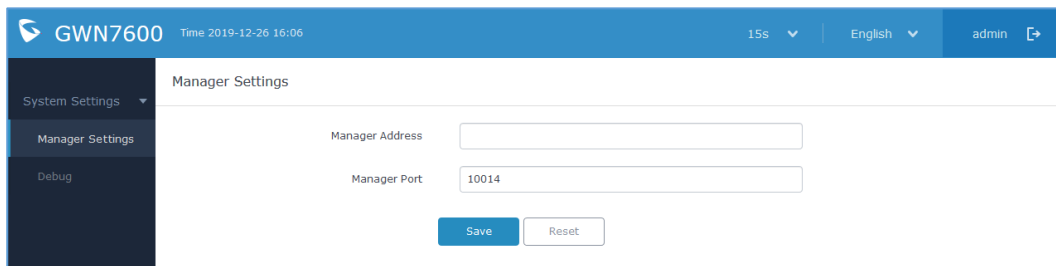 GWN7600 Time 2019-12-26 16:06 15s English admin
Manager Settings
System Settings
Manager Settings
Debug
Manager Address
Manager Port 10014
Save Reset